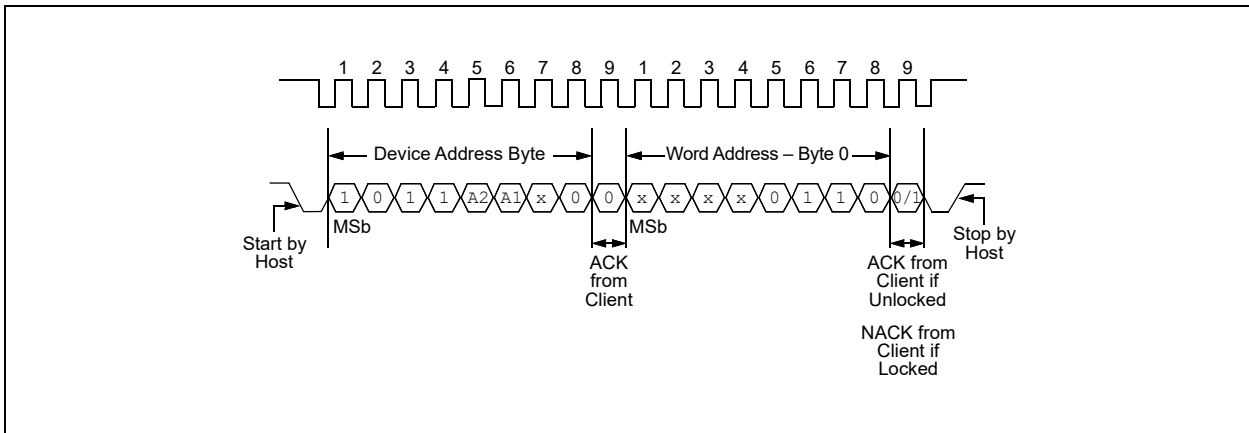 1 2 3 4 5 6 7 8 9 1 2 3 4 5 6 7 8 9
Device Address Byte
Word Address – Byte 0
1 0 1 1 A2 A1 x 0 0 x x x x 0 1 1 0 0/1
MSb
MSb
Start by
Host
Stop by
Host
ACK
from
Client
ACK from
Client if
Unlocked
NACK from
Client if
Locked